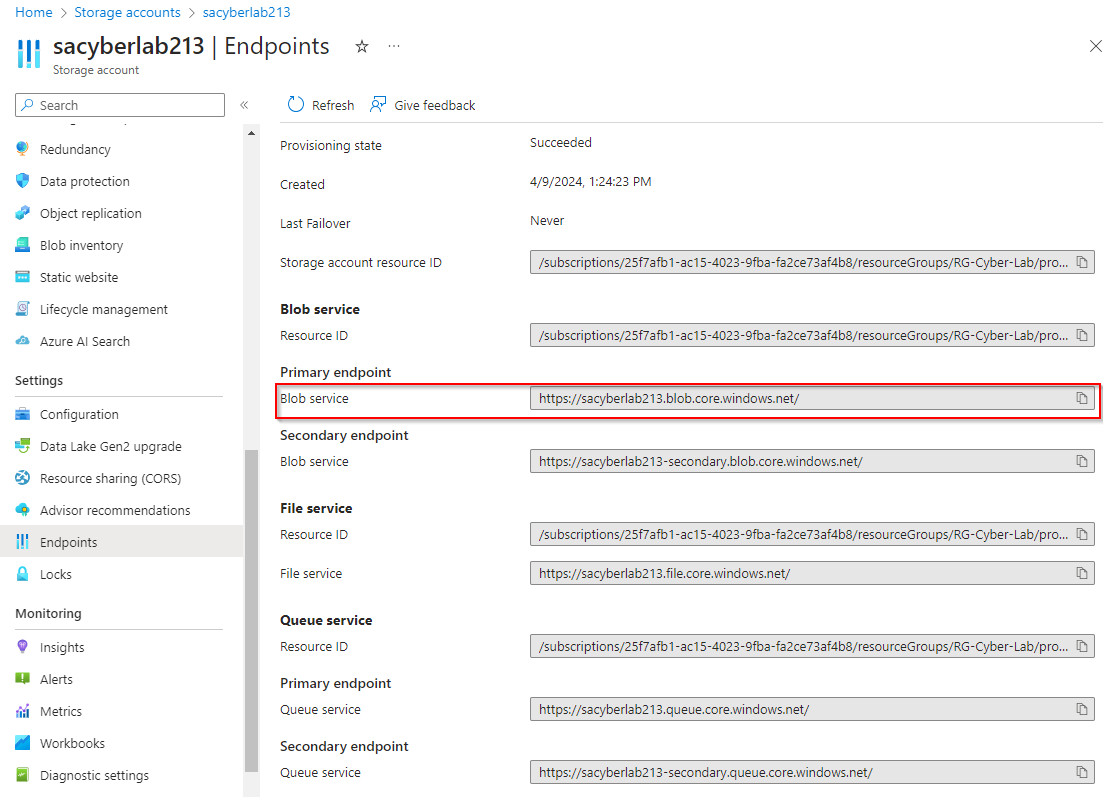 Home > Storage accounts > sacyberlab213
sacyberlab213 | Endpoints ☆ ...
Storage account
Search «
Redundancy
Data protection
Object replication
Blob inventory
Static website
Lifecycle management
Azure AI Search
Settings
Configuration
Data Lake Gen2 upgrade
Resource sharing (CORS)
Advisor recommendations
Endpoints
Locks
Monitoring
Insights
Alerts
Metrics
Workbooks
Diagnostic settings
Refresh Give feedback
Provisioning state Succeeded
Created 4/9/2024, 1:24:23 PM
Last Failover Never
Storage account resource ID /subscriptions/25f7afb1-ac15-4023-9fba-fa2ce73af4b8/resourceGroups/RG-Cyber-Lab/pro...
Blob service
Resource ID /subscriptions/25f7afb1-ac15-4023-9fba-fa2ce73af4b8/resourceGroups/RG-Cyber-Lab/pro...
Primary endpoint
Blob service https://sacyberlab213.blob.core.windows.net/
Secondary endpoint
Blob service https://sacyberlab213-secondary.blob.core.windows.net/
File service
Resource ID /subscriptions/25f7afb1-ac15-4023-9fba-fa2ce73af4b8/resourceGroups/RG-Cyber-Lab/pro...
File service https://sacyberlab213.file.core.windows.net/
Queue service
Resource ID /subscriptions/25f7afb1-ac15-4023-9fba-fa2ce73af4b8/resourceGroups/RG-Cyber-Lab/pro...
Primary endpoint
Queue service https://sacyberlab213.queue.core.windows.net/
Secondary endpoint
Queue service https://sacyberlab213-secondary.queue.core.windows.net/